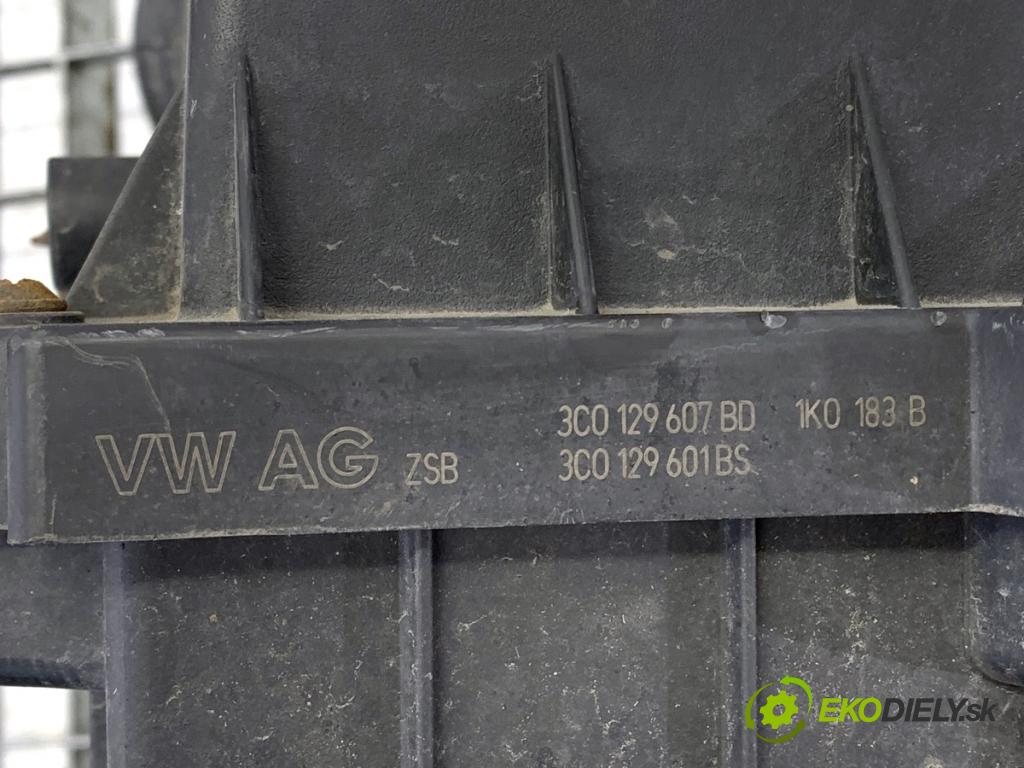 3C0 129 607 BD 1K0 183 B
VW AG ZSB 3C0 129 601 BS
EKODIELY.sk